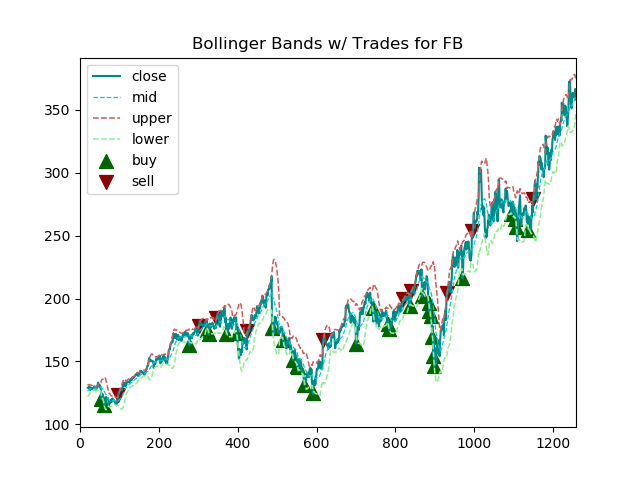 Bollinger Bands w/ Trades for FB
close
mid
upper
lower
buy
sell
350
300
250
200
150
100
0 200 400 600 800 1000 1200